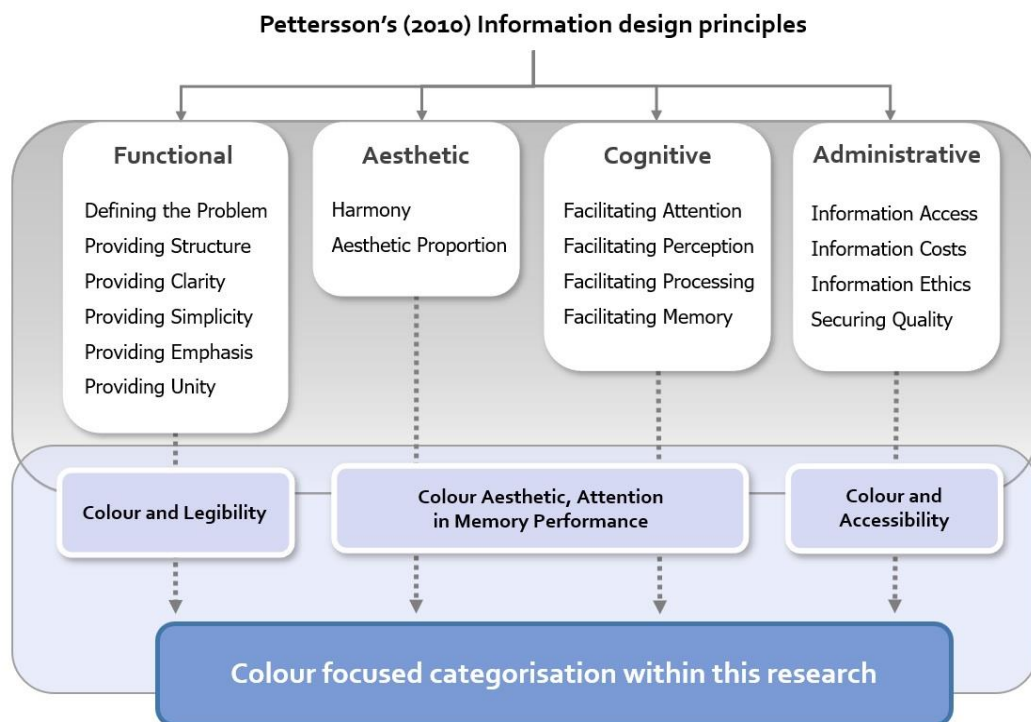 Pettersson's (2010) Information design principles
Functional
Defining the Problem
Providing Structure
Providing Clarity
Providing Simplicity
Providing Emphasis
Providing Unity
Aesthetic
Harmony
Aesthetic Proportion
Cognitive
Facilitating Attention
Facilitating Perception
Facilitating Processing
Facilitating Memory
Administrative
Information Access
Information Costs
Information Ethics
Securing Quality
Colour and Legibility
Colour Aesthetic, Attention
in Memory Performance
Colour and
Accessibility
Colour focused categorisation within this research